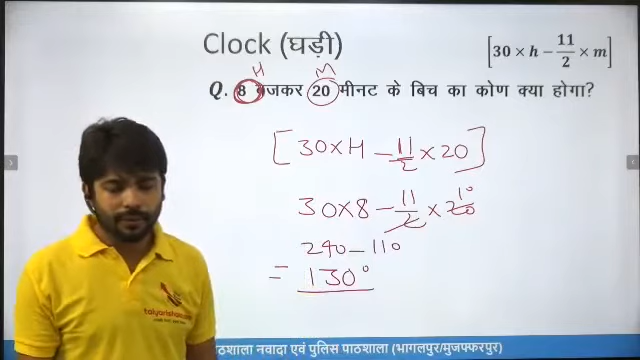 Clock (घड़ी)
[30 × h − 11/2 × m]
H M
Q. 8 बजकर 20 मीनट के बिच का कोण क्या होगा?
[30×H − 11/2 ×20]
30×8 − 11/2 × 20 10
240 − 110
= 130°
taiyarishala
ठशाला नवादा एवं पुलिस पाठशाला (भागलपुर/मुजफ्फरपुर)